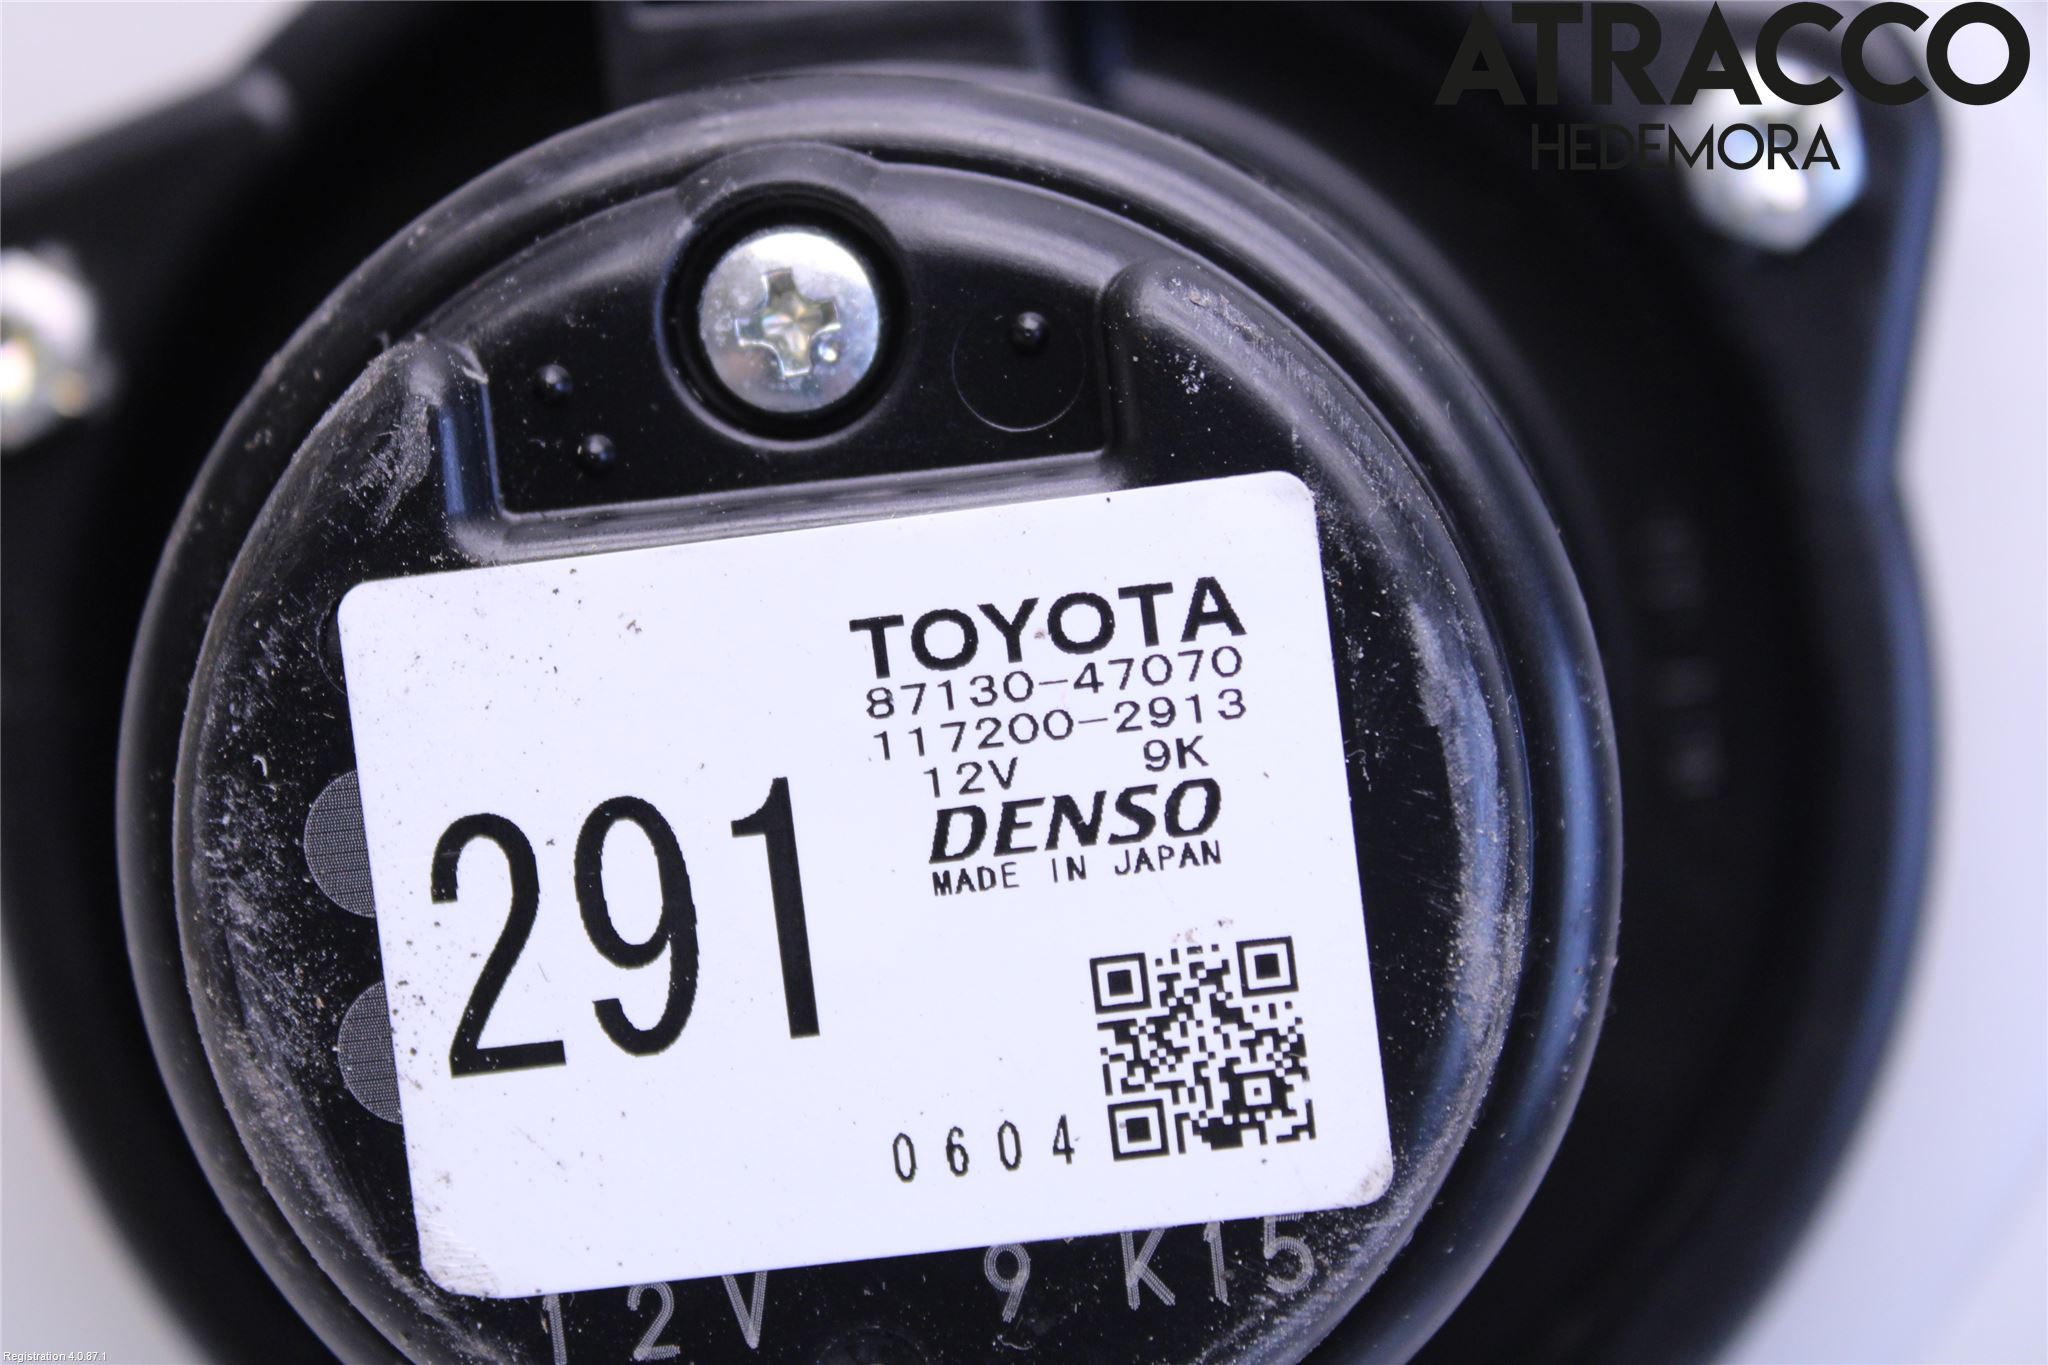 ATRACCO
HEDEMORA
TOYOTA
87130-47070
117200-2913
12V 9K
DENSO
MADE IN JAPAN
291
0604
12V 9 K15
Registration 4.0.87.1